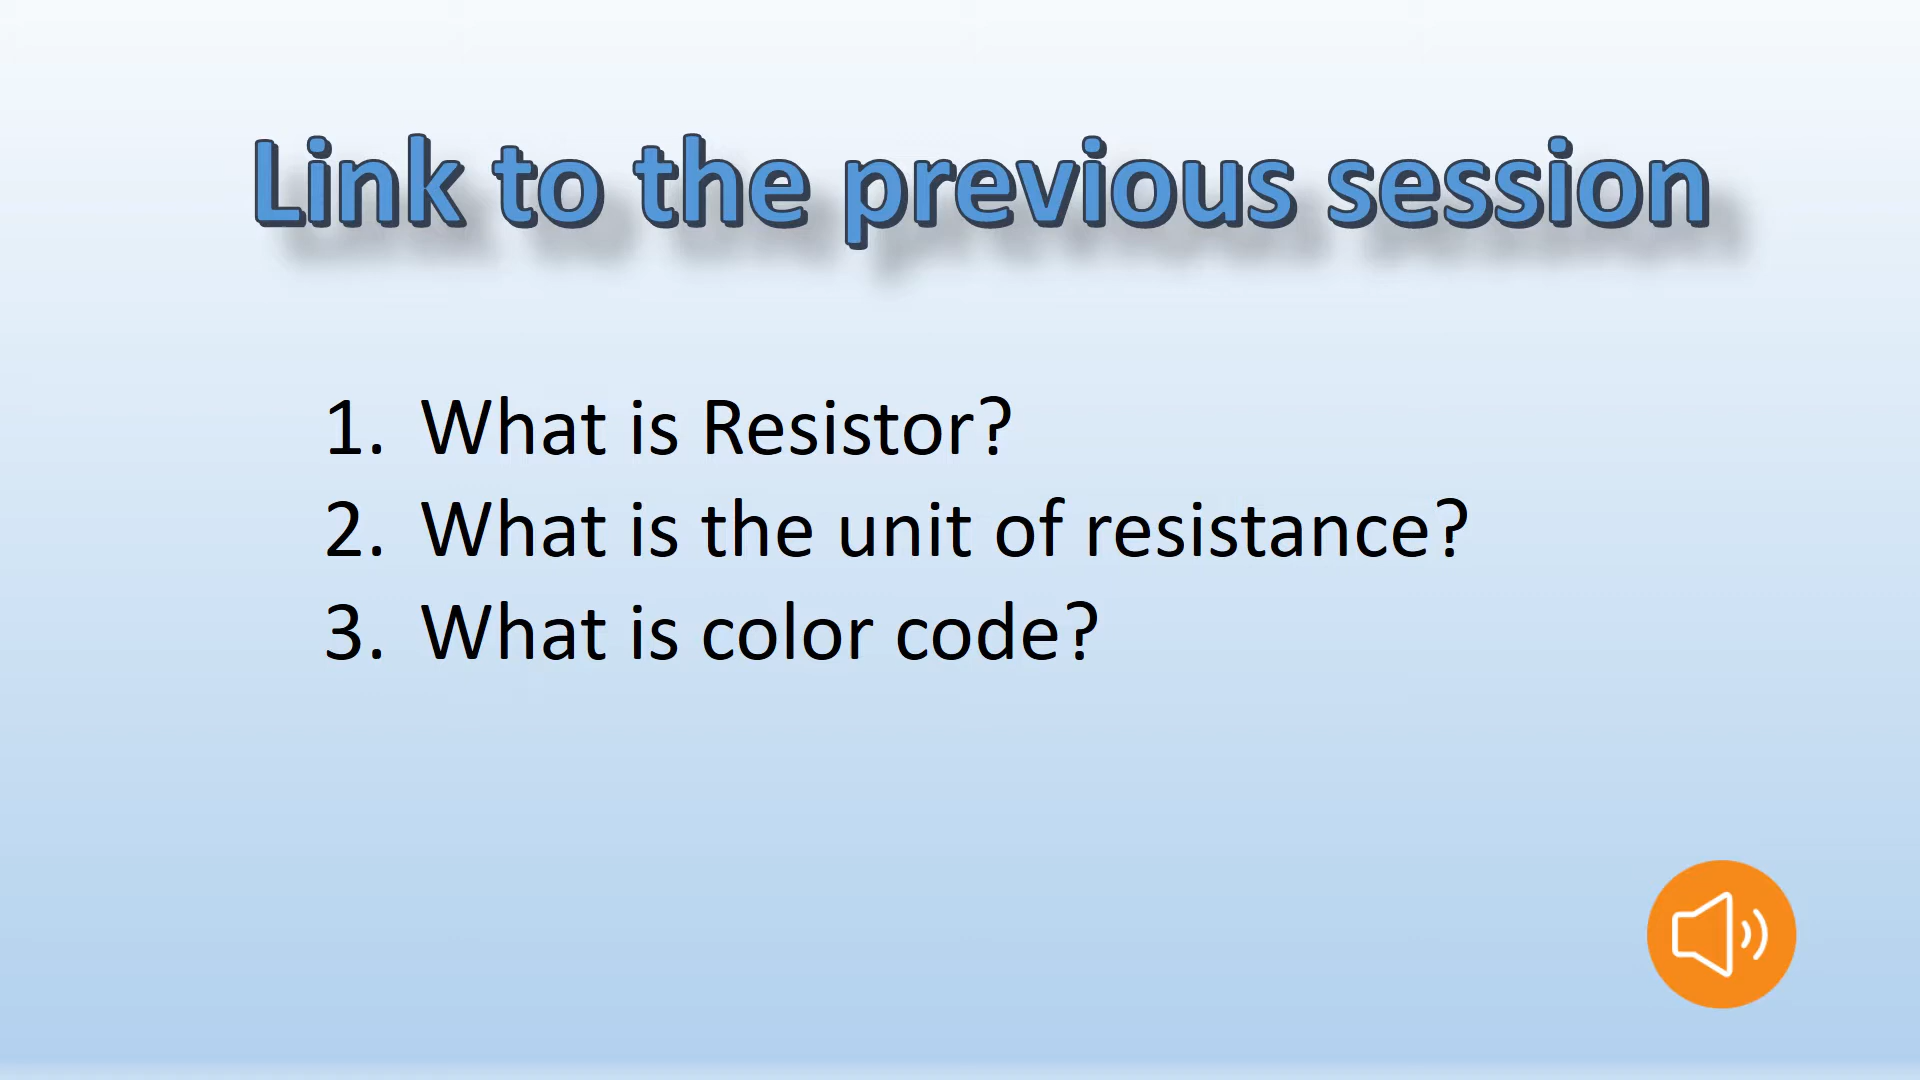 Link to the previous session
1. What is Resistor?
2. What is the unit of resistance?
3. What is color code?